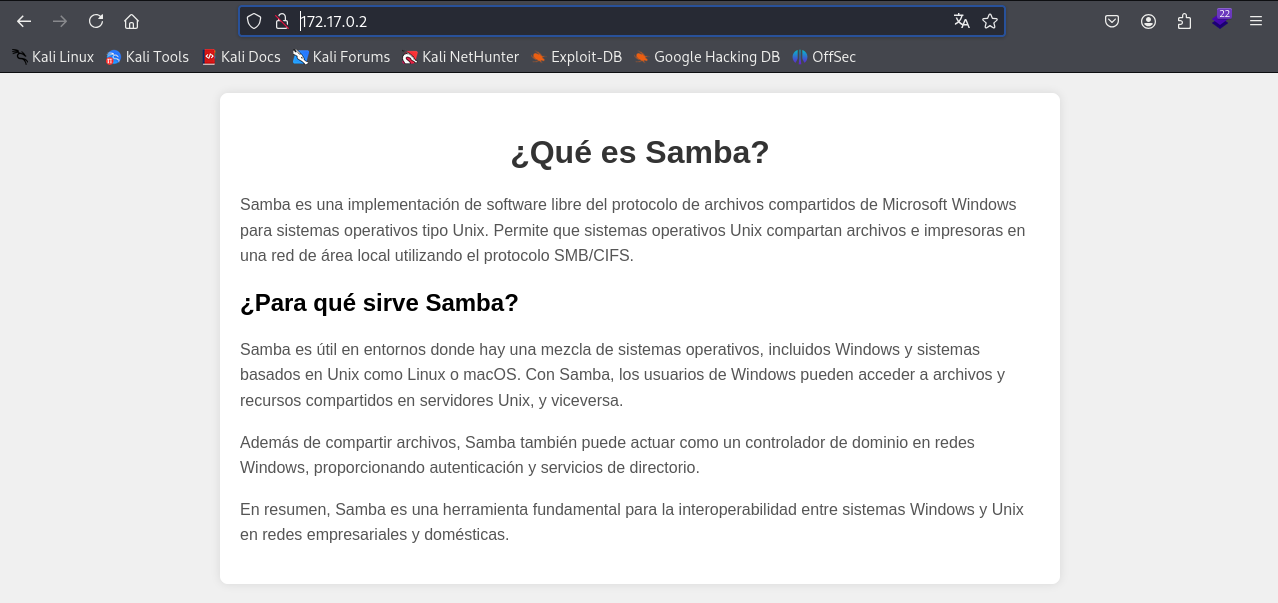 172.17.0.2
22
Kali Linux Kali Tools Kali Docs Kali Forums Kali NetHunter Exploit-DB Google Hacking DB OffSec
¿Qué es Samba?
Samba es una implementación de software libre del protocolo de archivos compartidos de Microsoft Windows
para sistemas operativos tipo Unix. Permite que sistemas operativos Unix compartan archivos e impresoras en
una red de área local utilizando el protocolo SMB/CIFS.
¿Para qué sirve Samba?
Samba es útil en entornos donde hay una mezcla de sistemas operativos, incluidos Windows y sistemas
basados en Unix como Linux o macOS. Con Samba, los usuarios de Windows pueden acceder a archivos y
recursos compartidos en servidores Unix, y viceversa.
Además de compartir archivos, Samba también puede actuar como un controlador de dominio en redes
Windows, proporcionando autenticación y servicios de directorio.
En resumen, Samba es una herramienta fundamental para la interoperabilidad entre sistemas Windows y Unix
en redes empresariales y domésticas.